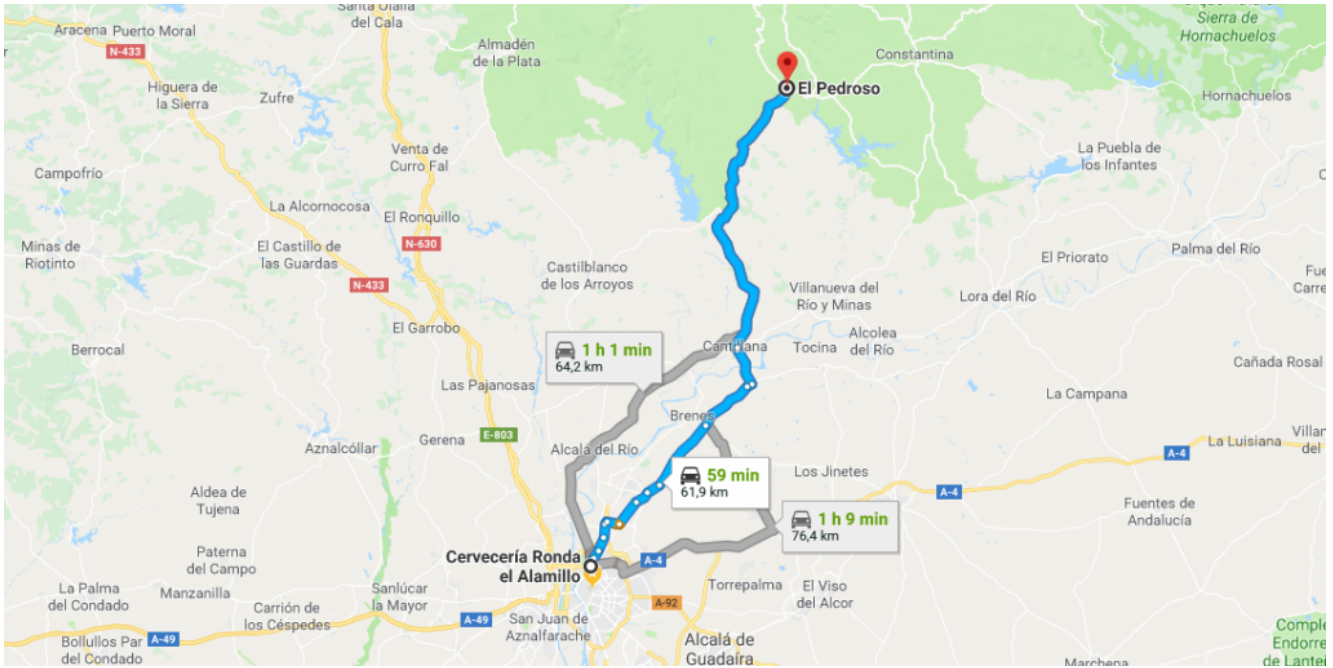 Santa Olalla
del Cala
Sierra de
Hornachuelos
Aracena
Puerto Moral
N-433
Almadén
de la Plata
Constantina
El Pedroso
Higuera de
la Sierra
Zufre
Hornachuelos
Venta de
Curro Fal
La Puebla de
los Infantes
Campofrío
La Alcornocosa
El Ronquillo
Minas de
Riotinto
El Castillo de
las Guardas
N-630
Palma del Río
El Priorato
Castilblanco
de los Arroyos
N-433
Villanueva del
Río y Minas
Lora del Río
Fue
Carre
El Garrobo
Alcolea
del Río
Berrocal
1 h 1 min
64,2 km
Cantillana
Tocina
Cañada Rosal
Las Pajanosas
La Campana
Brenes
E-803
Gerena
Aznalcóllar
Alcalá del Río
La Luisiana
Villan
del
A-4
Los Jinetes
59 min
61,9 km
A-4
Aldea de
Tujena
Fuentes de
Andalucía
1 h 9 min
76,4 km
Paterna
del Campo
Cervecería Ronda
el Alamillo
A-4
La Palma
del Condado
Manzanilla
Sanlúcar
la Mayor
Torrepalma
El Viso
del Alcor
A-92
Carrión de
los Céspedes
A-49
San Juan de
Aznalfarache
Bollullos Par
del Condado
A-49
Alcalá de
Guadaíra
Marchena
Comple
Endorre
de Lantej